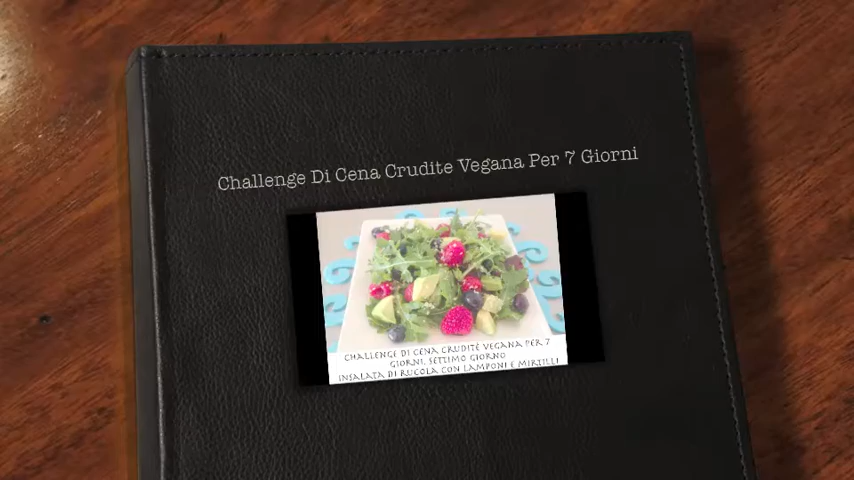 Challenge Di Cena Crudite Vegana Per 7 Giorni
CHALLENGE DI CENA CRUDITÈ VEGANA PER 7
GIORNI, SETTIMO GIORNO
INSALATA DI RUCOLA CON LAMPONI E MIRTILLI